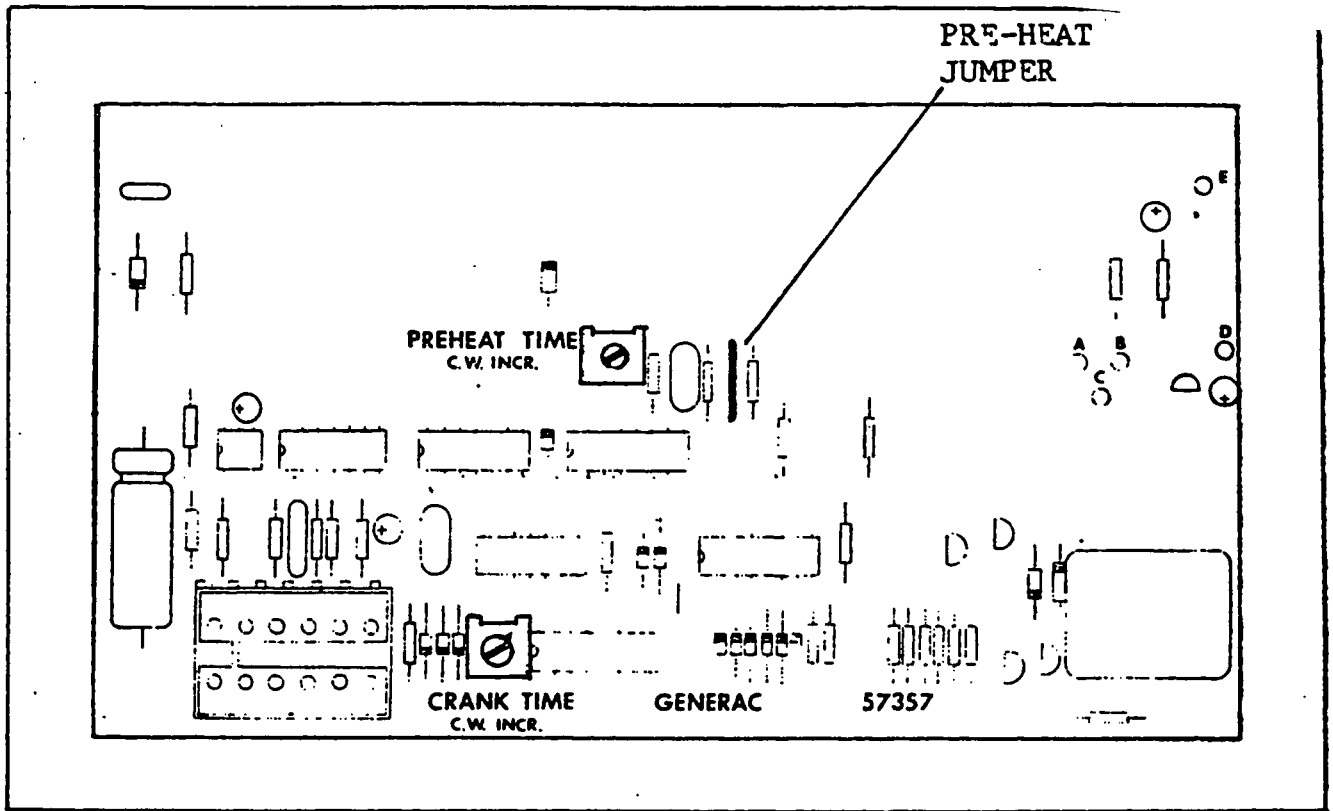 PRE-HEAT
JUMPER
E
PREHEAT TIME
C.W. INCR.
D
A B
C
CRANK TIME
C.W. INCR.
GENERAC 57357